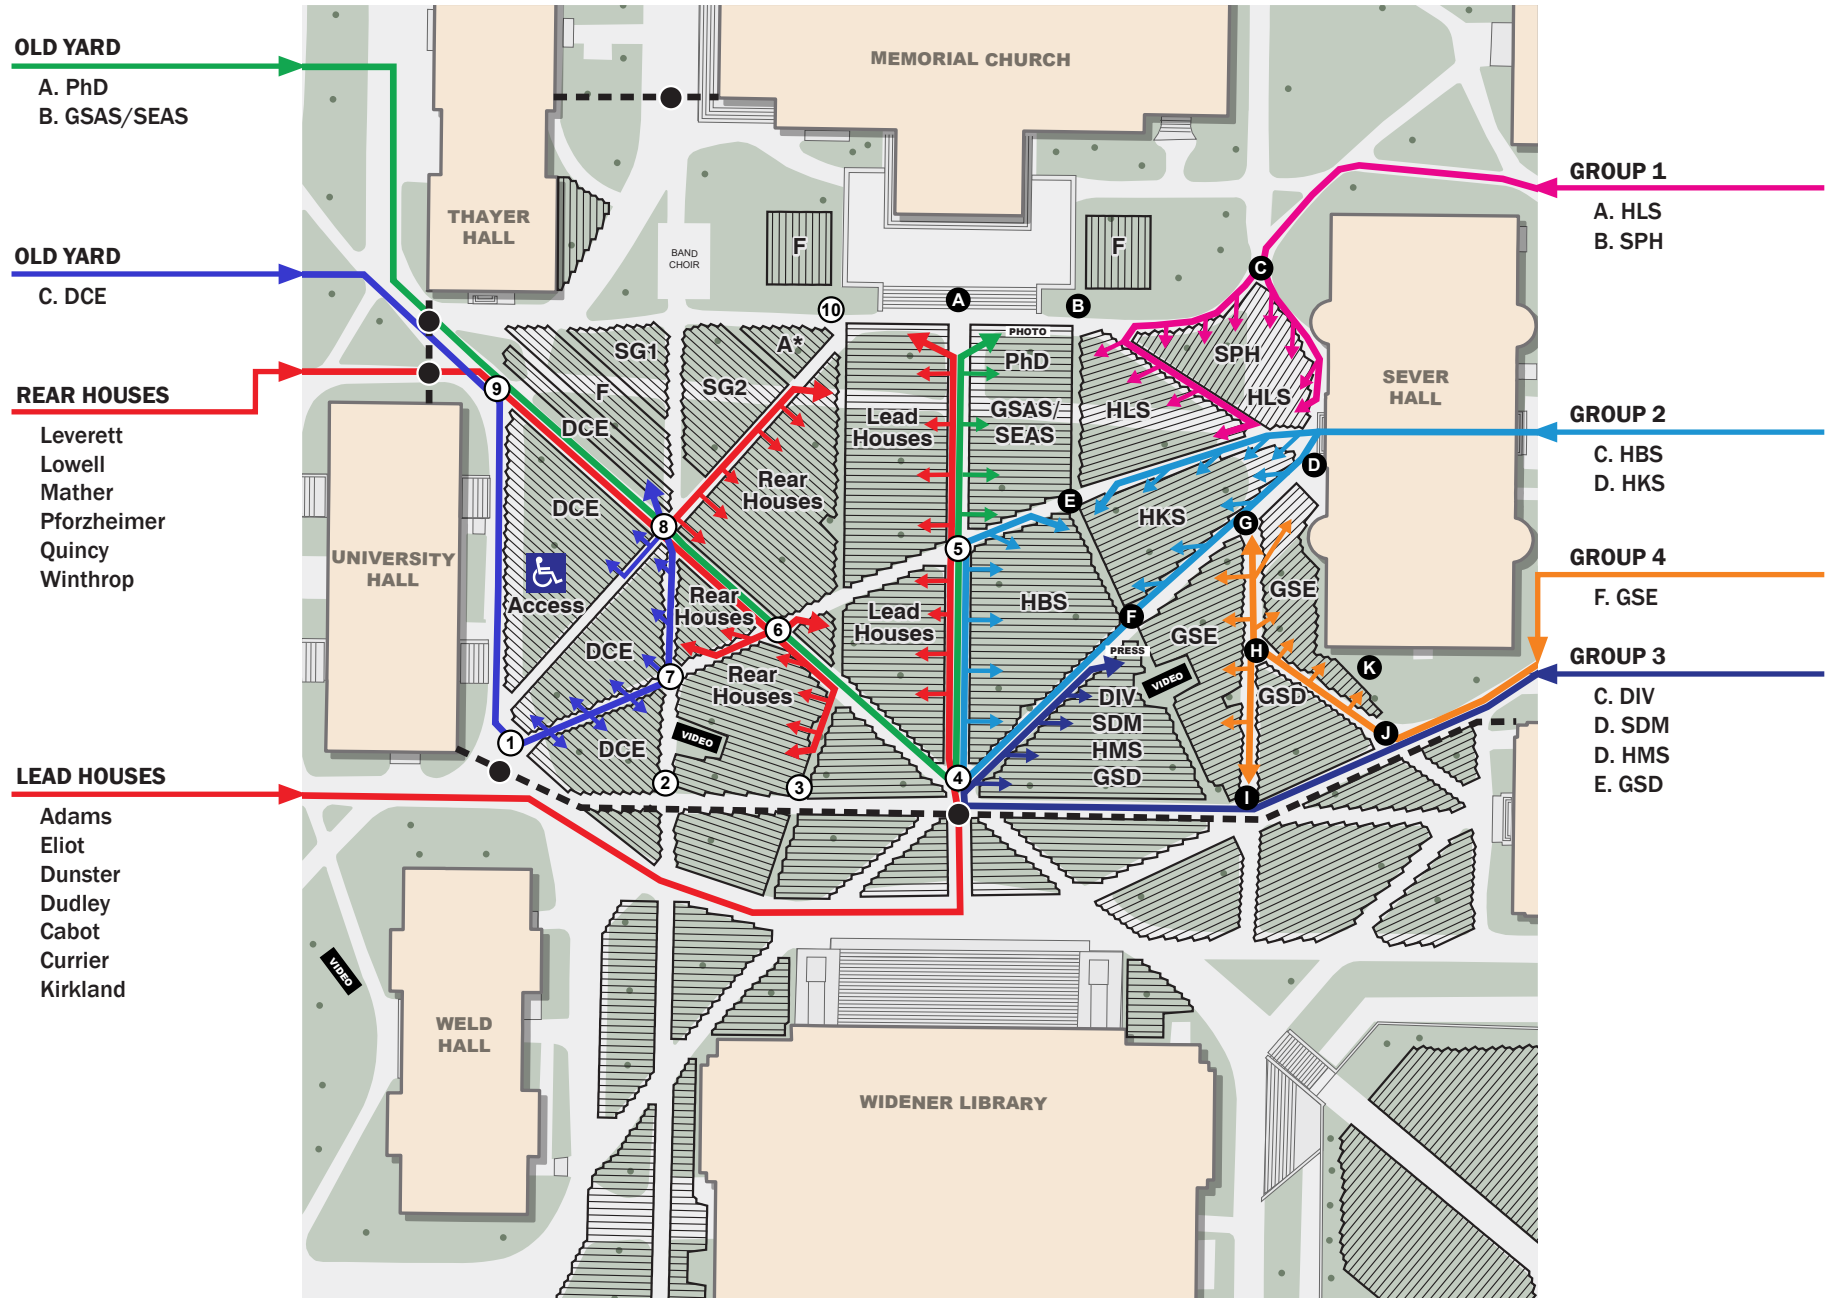 OLD YARD
A. PhD
B. GSAS/SEAS
OLD YARD
C. DCE
REAR HOUSES
Leverett
Lowell
Mather
Pforzheimer
Quincy
Winthrop
LEAD HOUSES
Adams
Eliot
Dunster
Dudley
Cabot
Currier
Kirkland
MEMORIAL CHURCH
THAYER
HALL
BAND
CHOIR
F
F
10
A
B
C
PHOTO
SG1
A*
SG2
F
DCE
PhD
Lead
Houses
GSAS/
SEAS
HLS
SPH
HLS
SEVER
HALL
9
DCE
Rear
Houses
8
E
D
HKS
G
5
UNIVERSITY
HALL
Access
Rear
Houses
6
Lead
Houses
HBS
F
GSE
GSE
DCE
7
Rear
Houses
PRESS
VIDEO
H
K
DIV
SDM
HMS
GSD
GSD
1
DCE
VIDEO
2
3
4
J
I
VIDEO
WELD
HALL
WIDENER LIBRARY
GROUP 1
A. HLS
B. SPH
GROUP 2
C. HBS
D. HKS
GROUP 4
F. GSE
GROUP 3
C. DIV
D. SDM
D. HMS
E. GSD